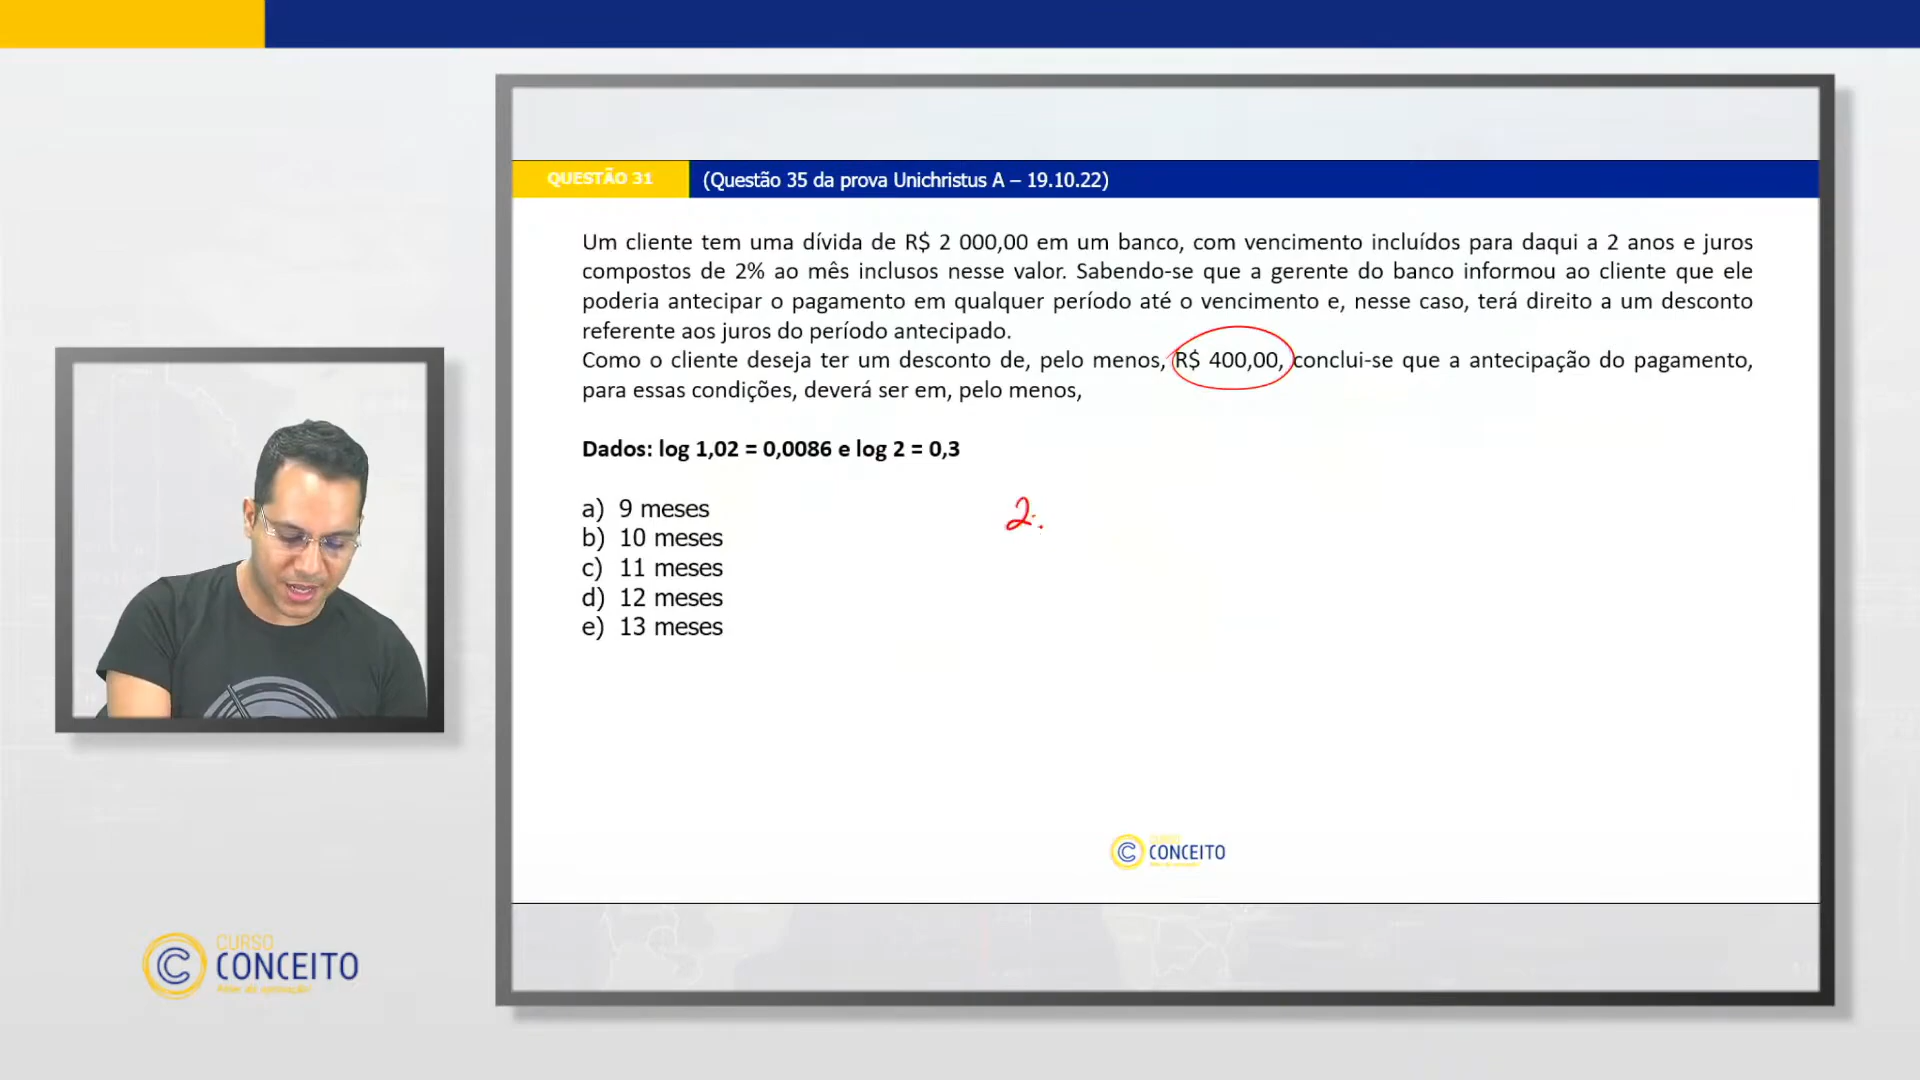 QUESTÃO 31
(Questão 35 da prova Unichristus A – 19.10.22)
Um cliente tem uma dívida de R$ 2 000,00 em um banco, com vencimento incluídos para daqui a 2 anos e juros
compostos de 2% ao mês inclusos nesse valor. Sabendo-se que a gerente do banco informou ao cliente que ele
poderia antecipar o pagamento em qualquer período até o vencimento e, nesse caso, terá direito a um desconto
referente aos juros do período antecipado.
Como o cliente deseja ter um desconto de, pelo menos, R$ 400,00, conclui-se que a antecipação do pagamento,
para essas condições, deverá ser em, pelo menos,
Dados: log 1,02 = 0,0086 e log 2 = 0,3
a) 9 meses
b) 10 meses
c) 11 meses
d) 12 meses
e) 13 meses
2.
CURSO
CONCEITO
CURSO
CONCEITO